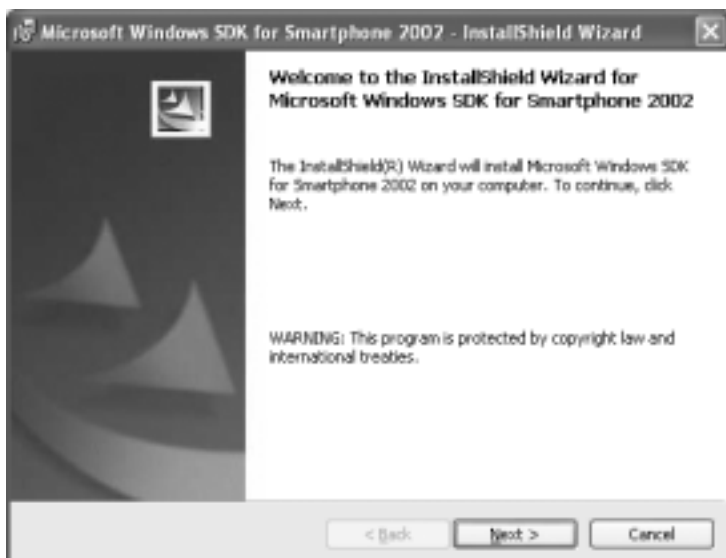 Microsoft Windows SDK for Smartphone 2002 - InstallShield Wizard
Welcome to the InstallShield Wizard for
Microsoft Windows SDK for Smartphone 2002
The InstallShield(R) Wizard will install Microsoft Windows SDK
for Smartphone 2002 on your computer. To continue, click
Next.
WARNING: This program is protected by copyright law and
international treaties.
< Back
Next >
Cancel